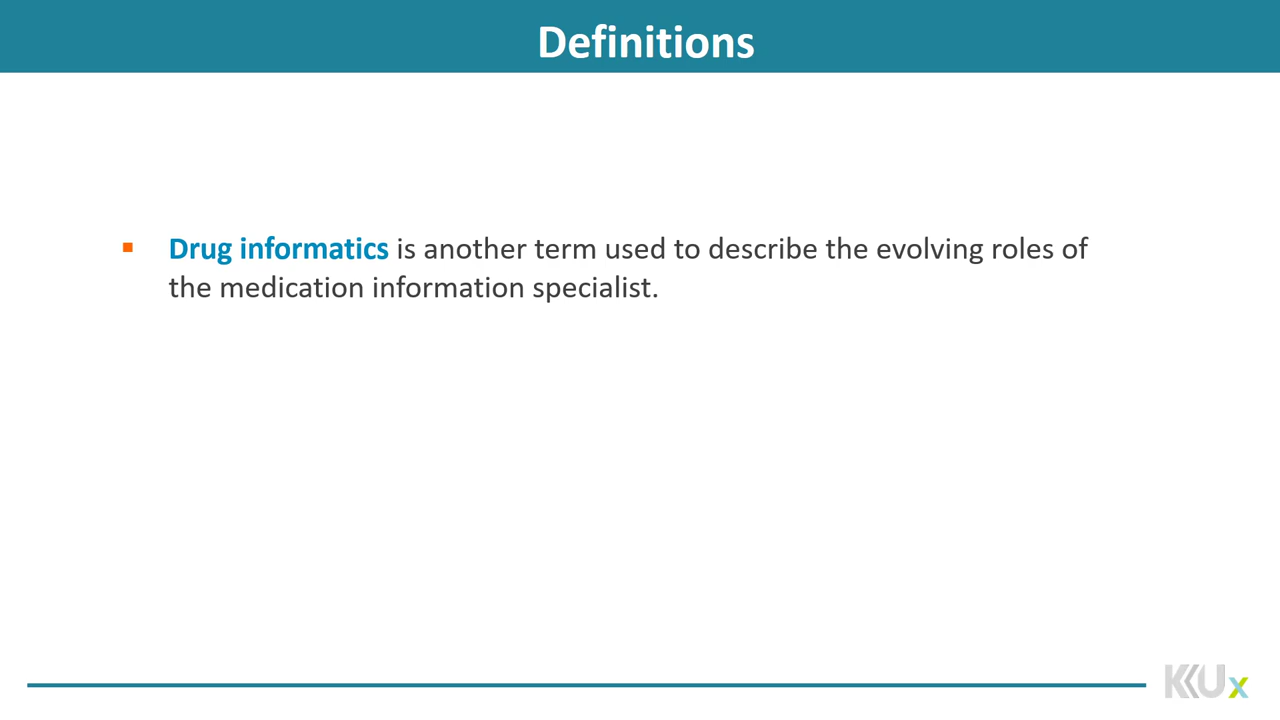 Definitions
▪ Drug informatics is another term used to describe the evolving roles of
the medication information specialist.
KKUx